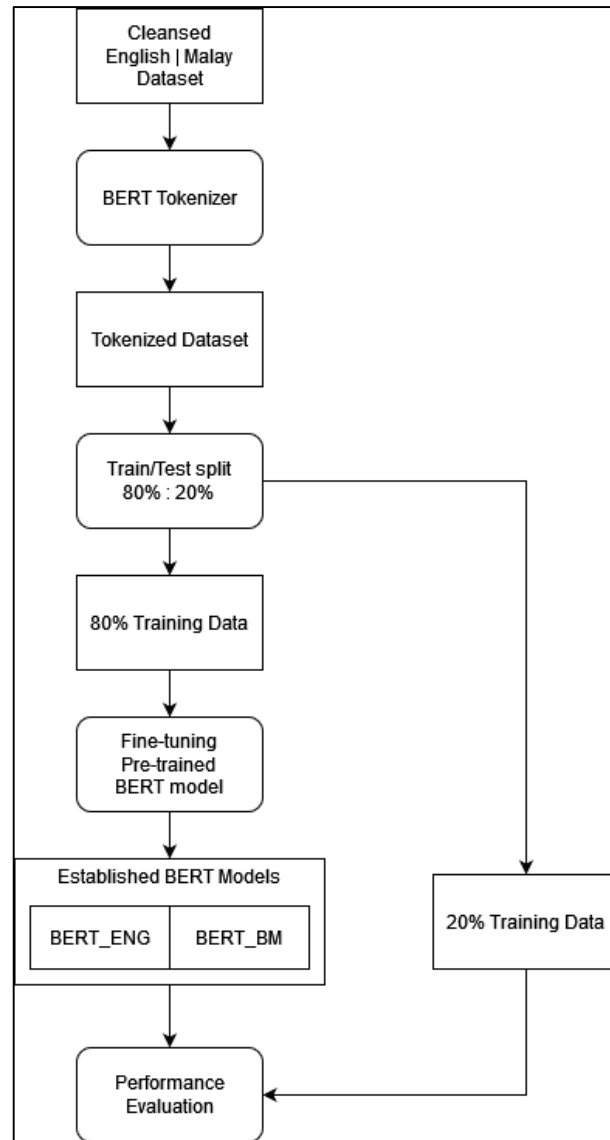 Cleansed
English | Malay
Dataset
BERT Tokenizer
Tokenized Dataset
Train/Test split
80% : 20%
80% Training Data
Fine-tuning
Pre-trained
BERT model
Established BERT Models
BERT_ENG
BERT_BM
20% Training Data
Performance
Evaluation